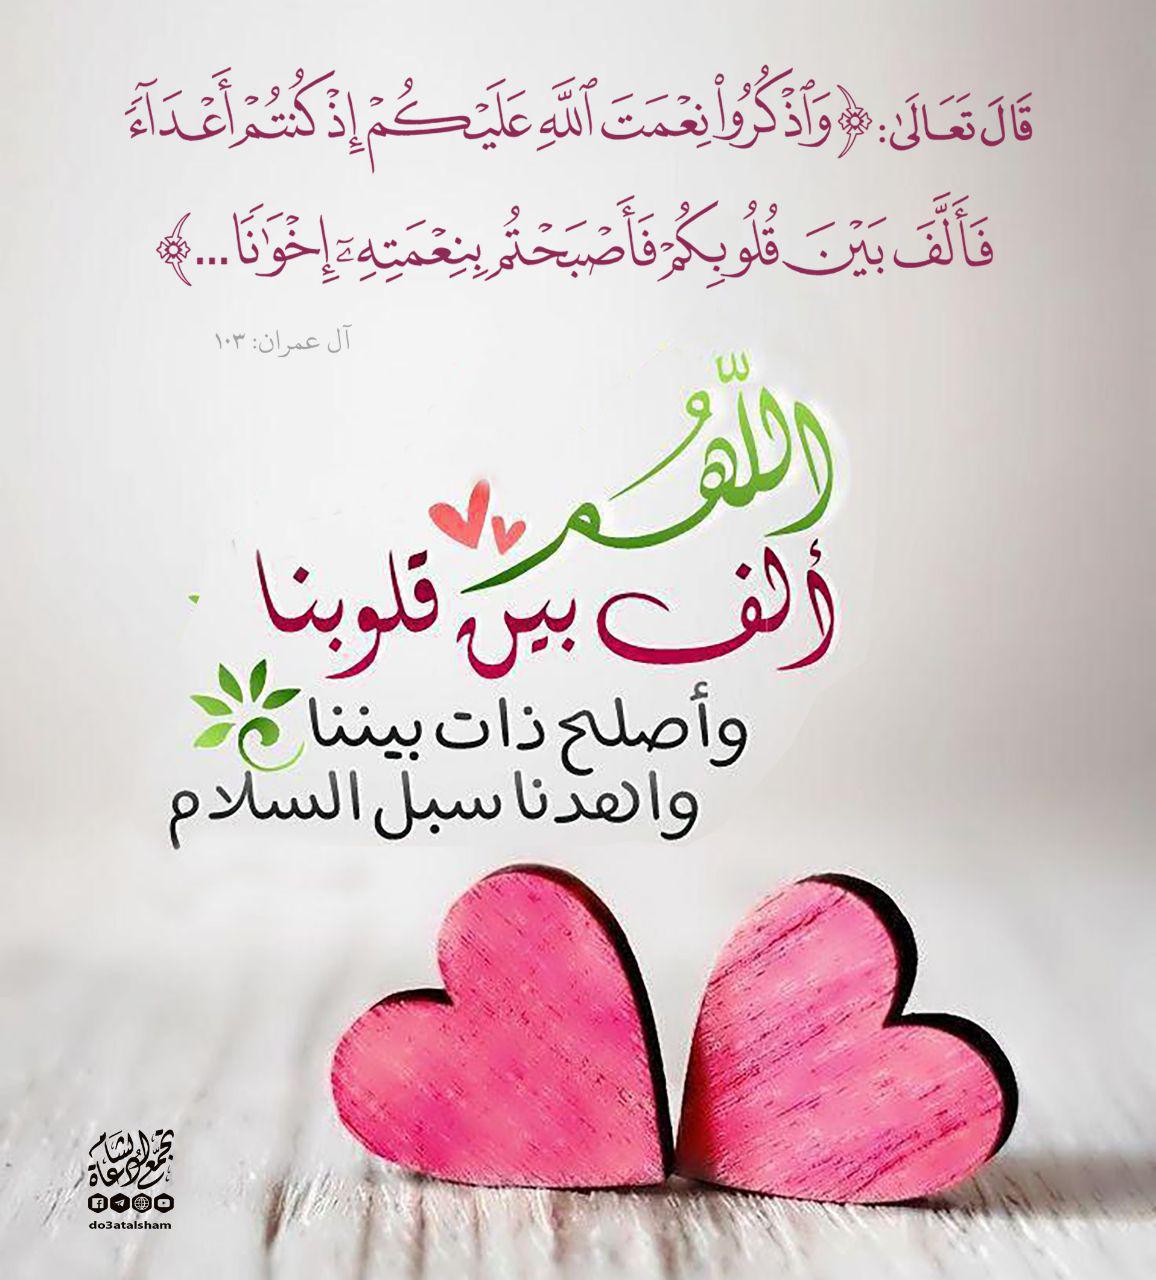 قَالَ تَعَالَىٰ: ﴿وَٱذْكُرُوا۟ نِعْمَتَ ٱللَّهِ عَلَيْكُمْ إِذْ كُنتُمْ أَعْدَآءً
فَأَلَّفَ بَيْنَ قُلُوبِكُمْ فَأَصْبَحْتُم بِنِعْمَتِهِۦٓ إِخْوَٰنًا...﴾
آل عمران: ١٠٣
اللّهُم
ألف بين قلوبنا
وأصلح ذات بيننا
واهدنا سبل السلام
تجمع دعاة الشام
do3atalsham